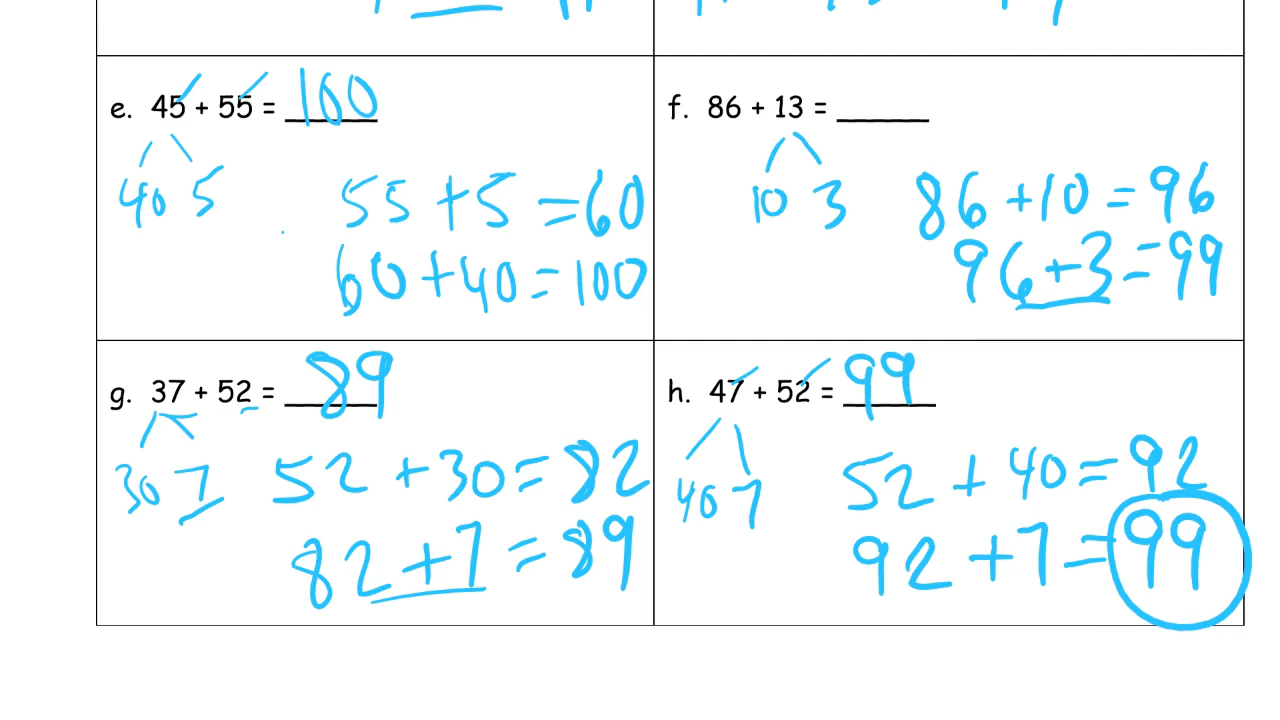 e. 45 + 55 = 100
40 5
55 + 5 = 60
60 + 40 = 100
f. 86 + 13 = ______
10 3
86 + 10 = 96
96 + 3 = 99
g. 37 + 52 = 89
30 7
52 + 30 = 82
82 + 7 = 89
h. 47 + 52 = 99
40 7
52 + 40 = 92
92 + 7 = 99